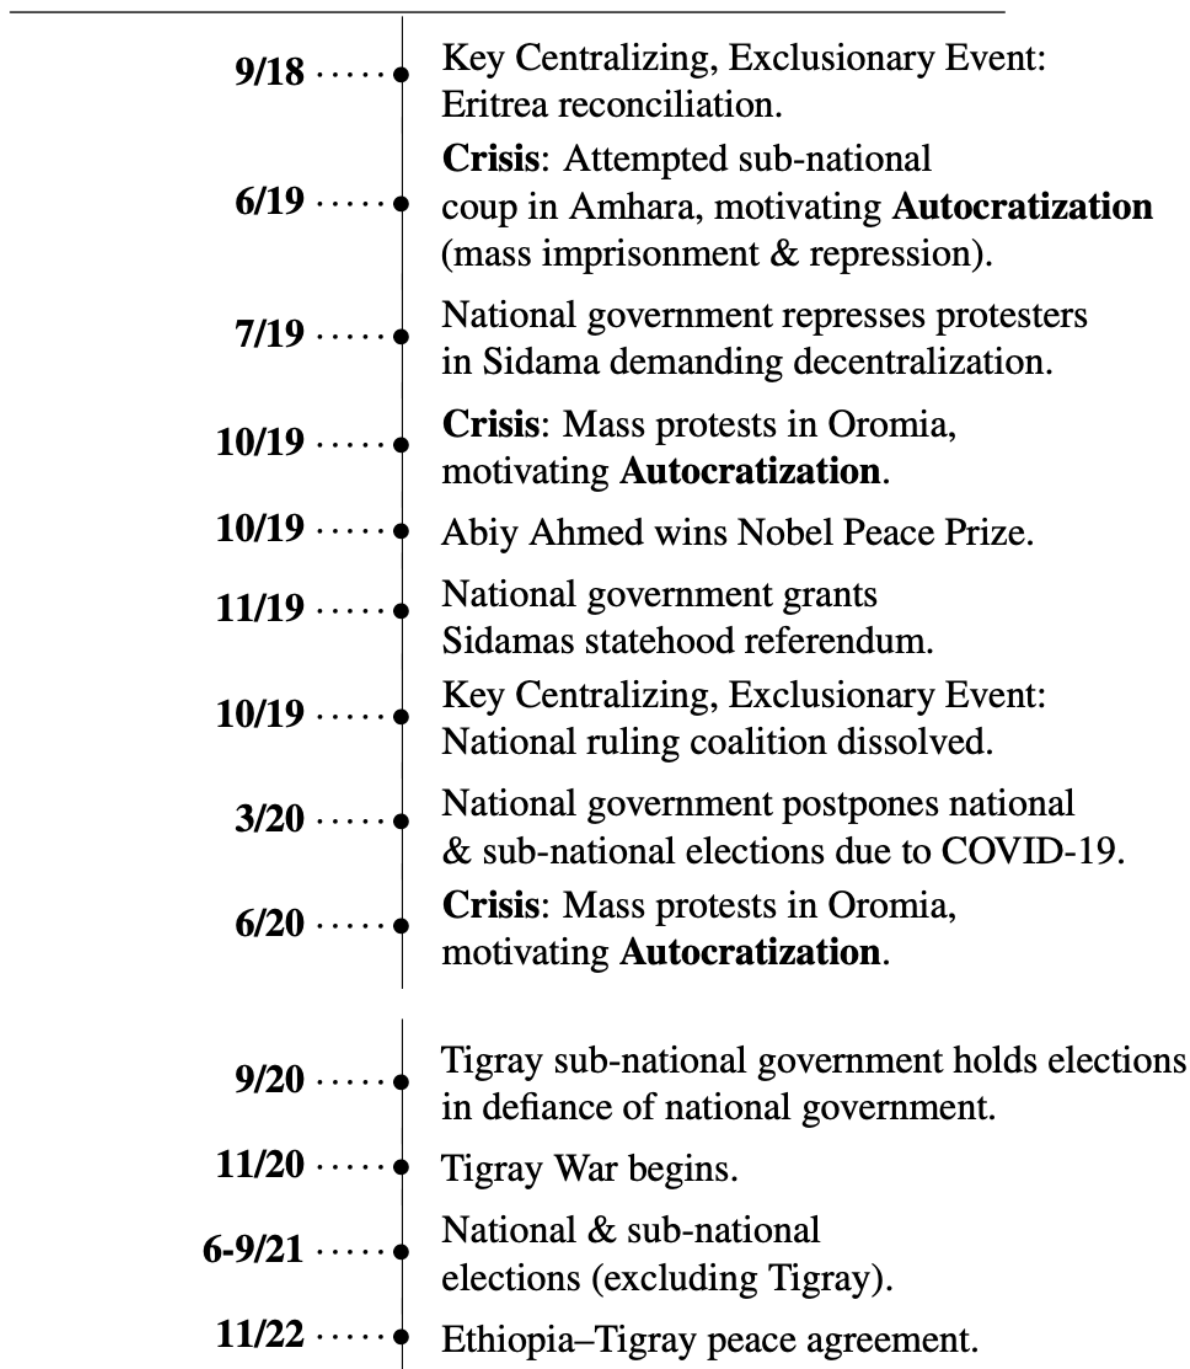 9/18 ····· Key Centralizing, Exclusionary Event:
Eritrea reconciliation.
6/19 ····· Crisis: Attempted sub-national
coup in Amhara, motivating Autocratization
(mass imprisonment & repression).
7/19 ····· National government represses protesters
in Sidama demanding decentralization.
10/19 ····· Crisis: Mass protests in Oromia,
motivating Autocratization.
10/19 ····· Abiy Ahmed wins Nobel Peace Prize.
11/19 ····· National government grants
Sidamas statehood referendum.
10/19 ····· Key Centralizing, Exclusionary Event:
National ruling coalition dissolved.
3/20 ····· National government postpones national
& sub-national elections due to COVID-19.
6/20 ····· Crisis: Mass protests in Oromia,
motivating Autocratization.
9/20 ····· Tigray sub-national government holds elections
in defiance of national government.
11/20 ····· Tigray War begins.
6-9/21 ····· National & sub-national
elections (excluding Tigray).
11/22 ····· Ethiopia–Tigray peace agreement.